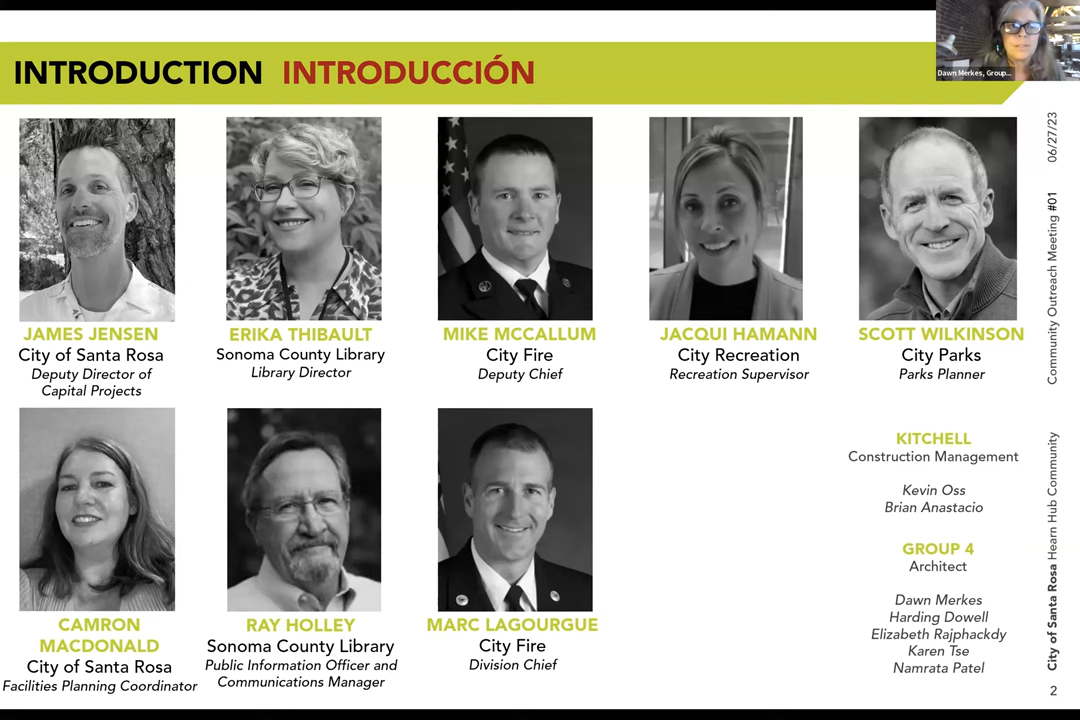 INTRODUCTION INTRODUCCIÓN
Dawn Merkes, Group...
JAMES JENSEN
City of Santa Rosa
Deputy Director of
Capital Projects
ERIKA THIBAULT
Sonoma County Library
Library Director
MIKE MCCALLUM
City Fire
Deputy Chief
JACQUI HAMANN
City Recreation
Recreation Supervisor
SCOTT WILKINSON
City Parks
Parks Planner
CAMRON
MACDONALD
City of Santa Rosa
Facilities Planning Coordinator
RAY HOLLEY
Sonoma County Library
Public Information Officer and
Communications Manager
MARC LAGOURGUE
City Fire
Division Chief
KITCHELL
Construction Management
Kevin Oss
Brian Anastacio
GROUP 4
Architect
Dawn Merkes
Harding Dowell
Elizabeth Rajphackdy
Karen Tse
Namrata Patel
City of Santa Rosa Hearn Hub Community
Community Outreach Meeting #01
06/27/23
2